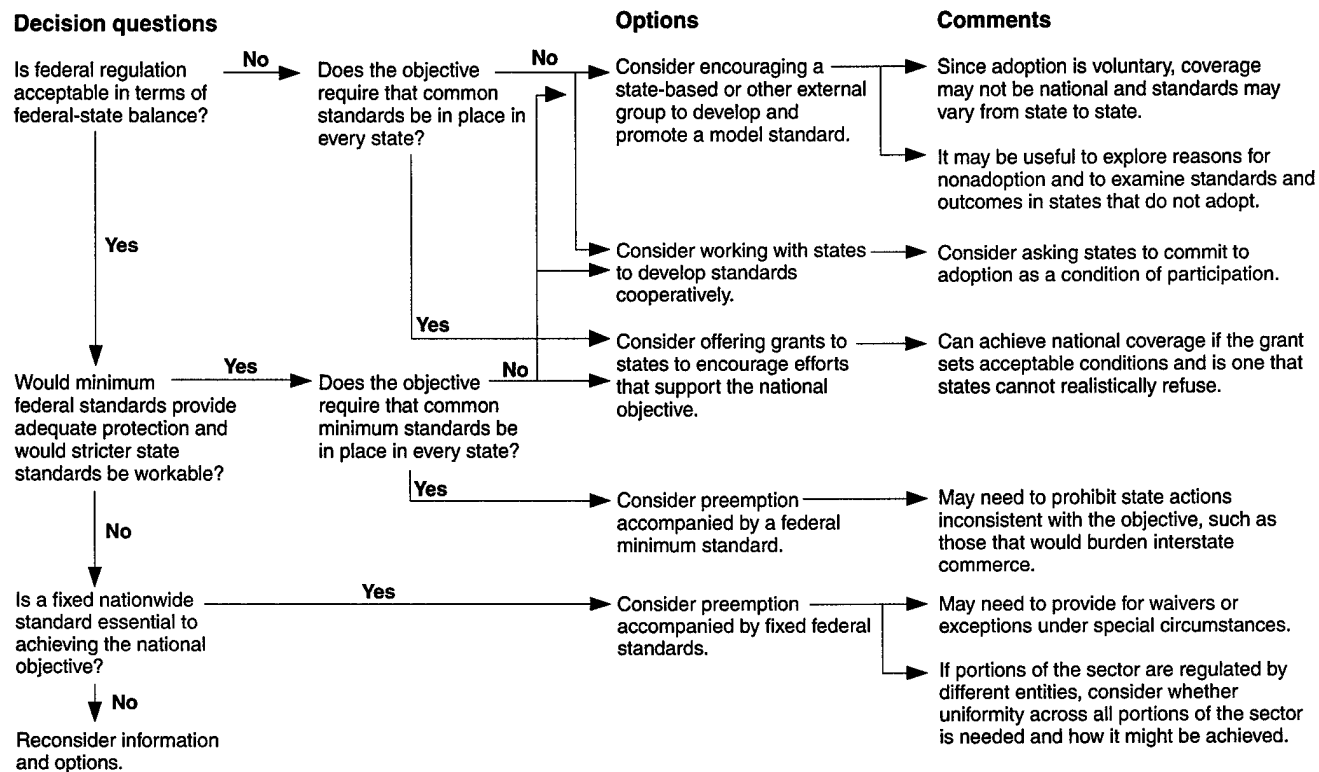 Decision questions
Options
Comments
Is federal regulation
acceptable in terms of
federal-state balance?
No
Does the objective
require that common
standards be in place in
every state?
No
Consider encouraging a
state-based or other external
group to develop and
promote a model standard.
Since adoption is voluntary, coverage
may not be national and standards may
vary from state to state.
It may be useful to explore reasons for
nonadoption and to examine standards and
outcomes in states that do not adopt.
Yes
Consider working with states
to develop standards
cooperatively.
Consider asking states to commit to
adoption as a condition of participation.
Yes
Consider offering grants to
states to encourage efforts
that support the national
objective.
Can achieve national coverage if the grant
sets acceptable conditions and is one that
states cannot realistically refuse.
Would minimum
federal standards provide
adequate protection and
would stricter state
standards be workable?
Yes
Does the objective
require that common
minimum standards be
in place in every state?
No
Yes
Consider preemption
accompanied by a federal
minimum standard.
May need to prohibit state actions
inconsistent with the objective, such as
those that would burden interstate
commerce.
No
Is a fixed nationwide
standard essential to
achieving the national
objective?
Yes
Consider preemption
accompanied by fixed federal
standards.
May need to provide for waivers or
exceptions under special circumstances.
If portions of the sector are regulated by
different entities, consider whether
uniformity across all portions of the sector
is needed and how it might be achieved.
No
Reconsider information
and options.